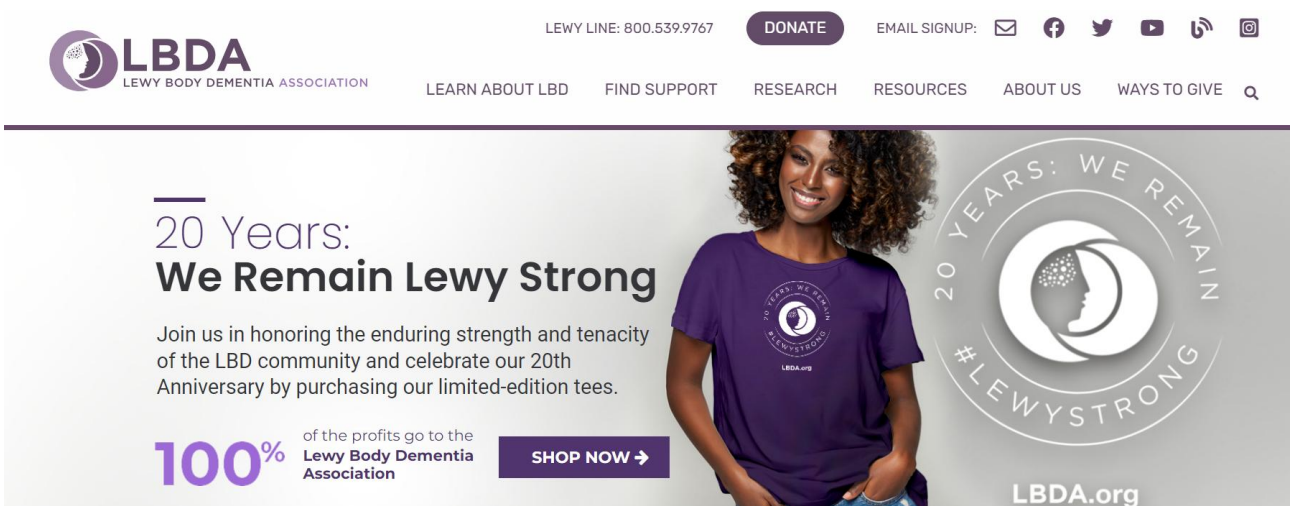 LEWY LINE: 800.539.9767
DONATE
EMAIL SIGNUP:
LBDA
LEWY BODY DEMENTIA ASSOCIATION
LEARN ABOUT LBD
FIND SUPPORT
RESEARCH
RESOURCES
ABOUT US
WAYS TO GIVE
20 Years:
We Remain Lewy Strong
Join us in honoring the enduring strength and tenacity
of the LBD community and celebrate our 20th
Anniversary by purchasing our limited-edition tees.
100%
of the profits go to the
Lewy Body Dementia
Association
SHOP NOW
20 YEARS: WE REMAIN
#LEWYSTRONG
LBDA.org
20 YEARS: WE REMAIN
#LEWYSTRONG
LBDA.org